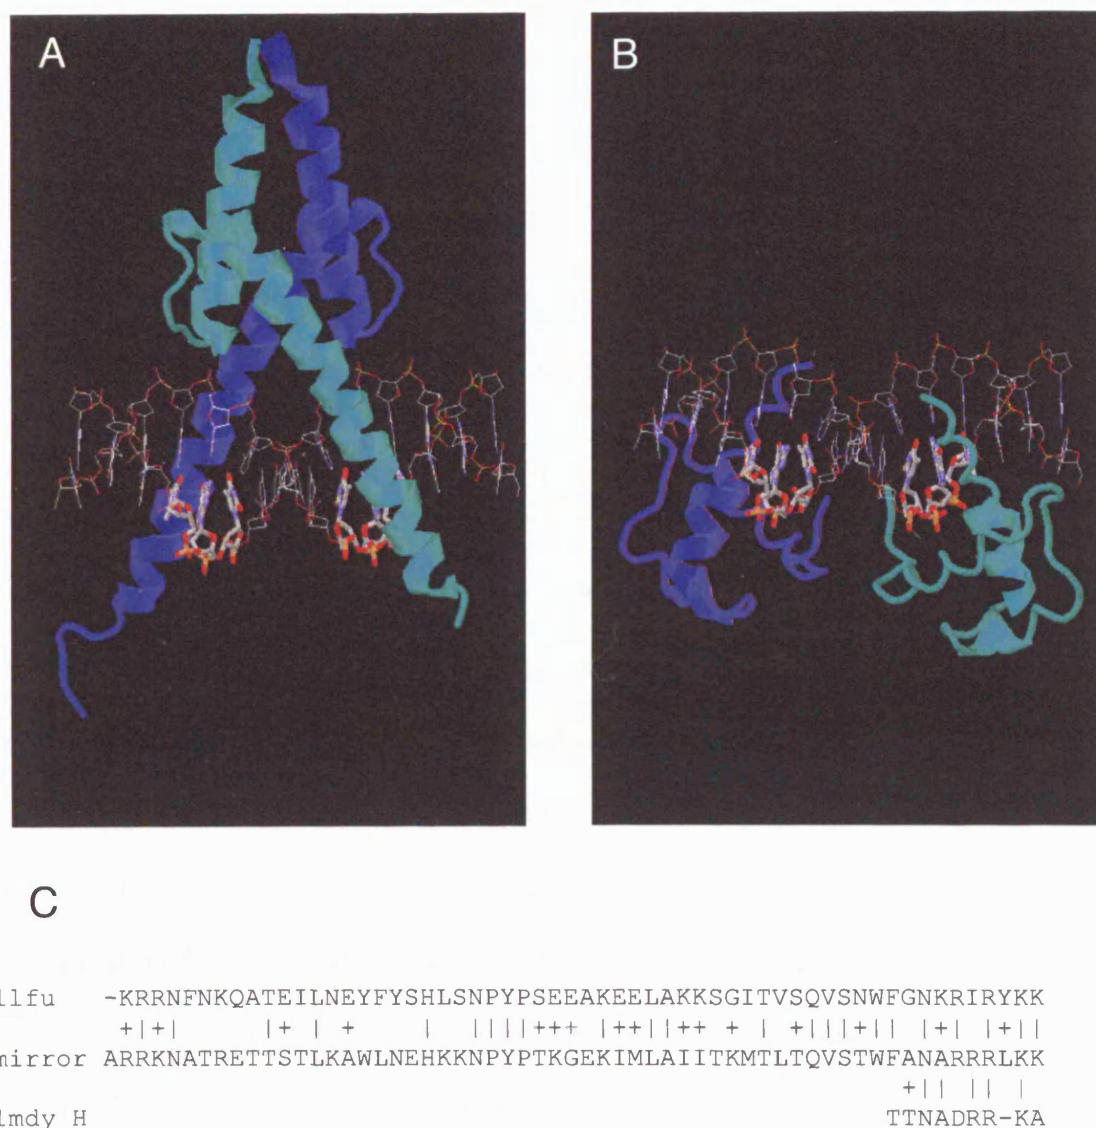 A
B
C
llfu -KRRNFNKQATEILNEYFYSHLSNPYPSEEAKEELAKKSGITVSQVSNWFGNKRIRYKK
+|+| |+ | + | ||||+++ |++||++ + | +|||+|| |+| |+||
mirror ARRKNATRETTSTLKAWLNEHKKNPYPTKGEKIMLAIITKMTLTQVSTWFANARRRLKK
+|| || |
lmdy H TTNADRR-KA